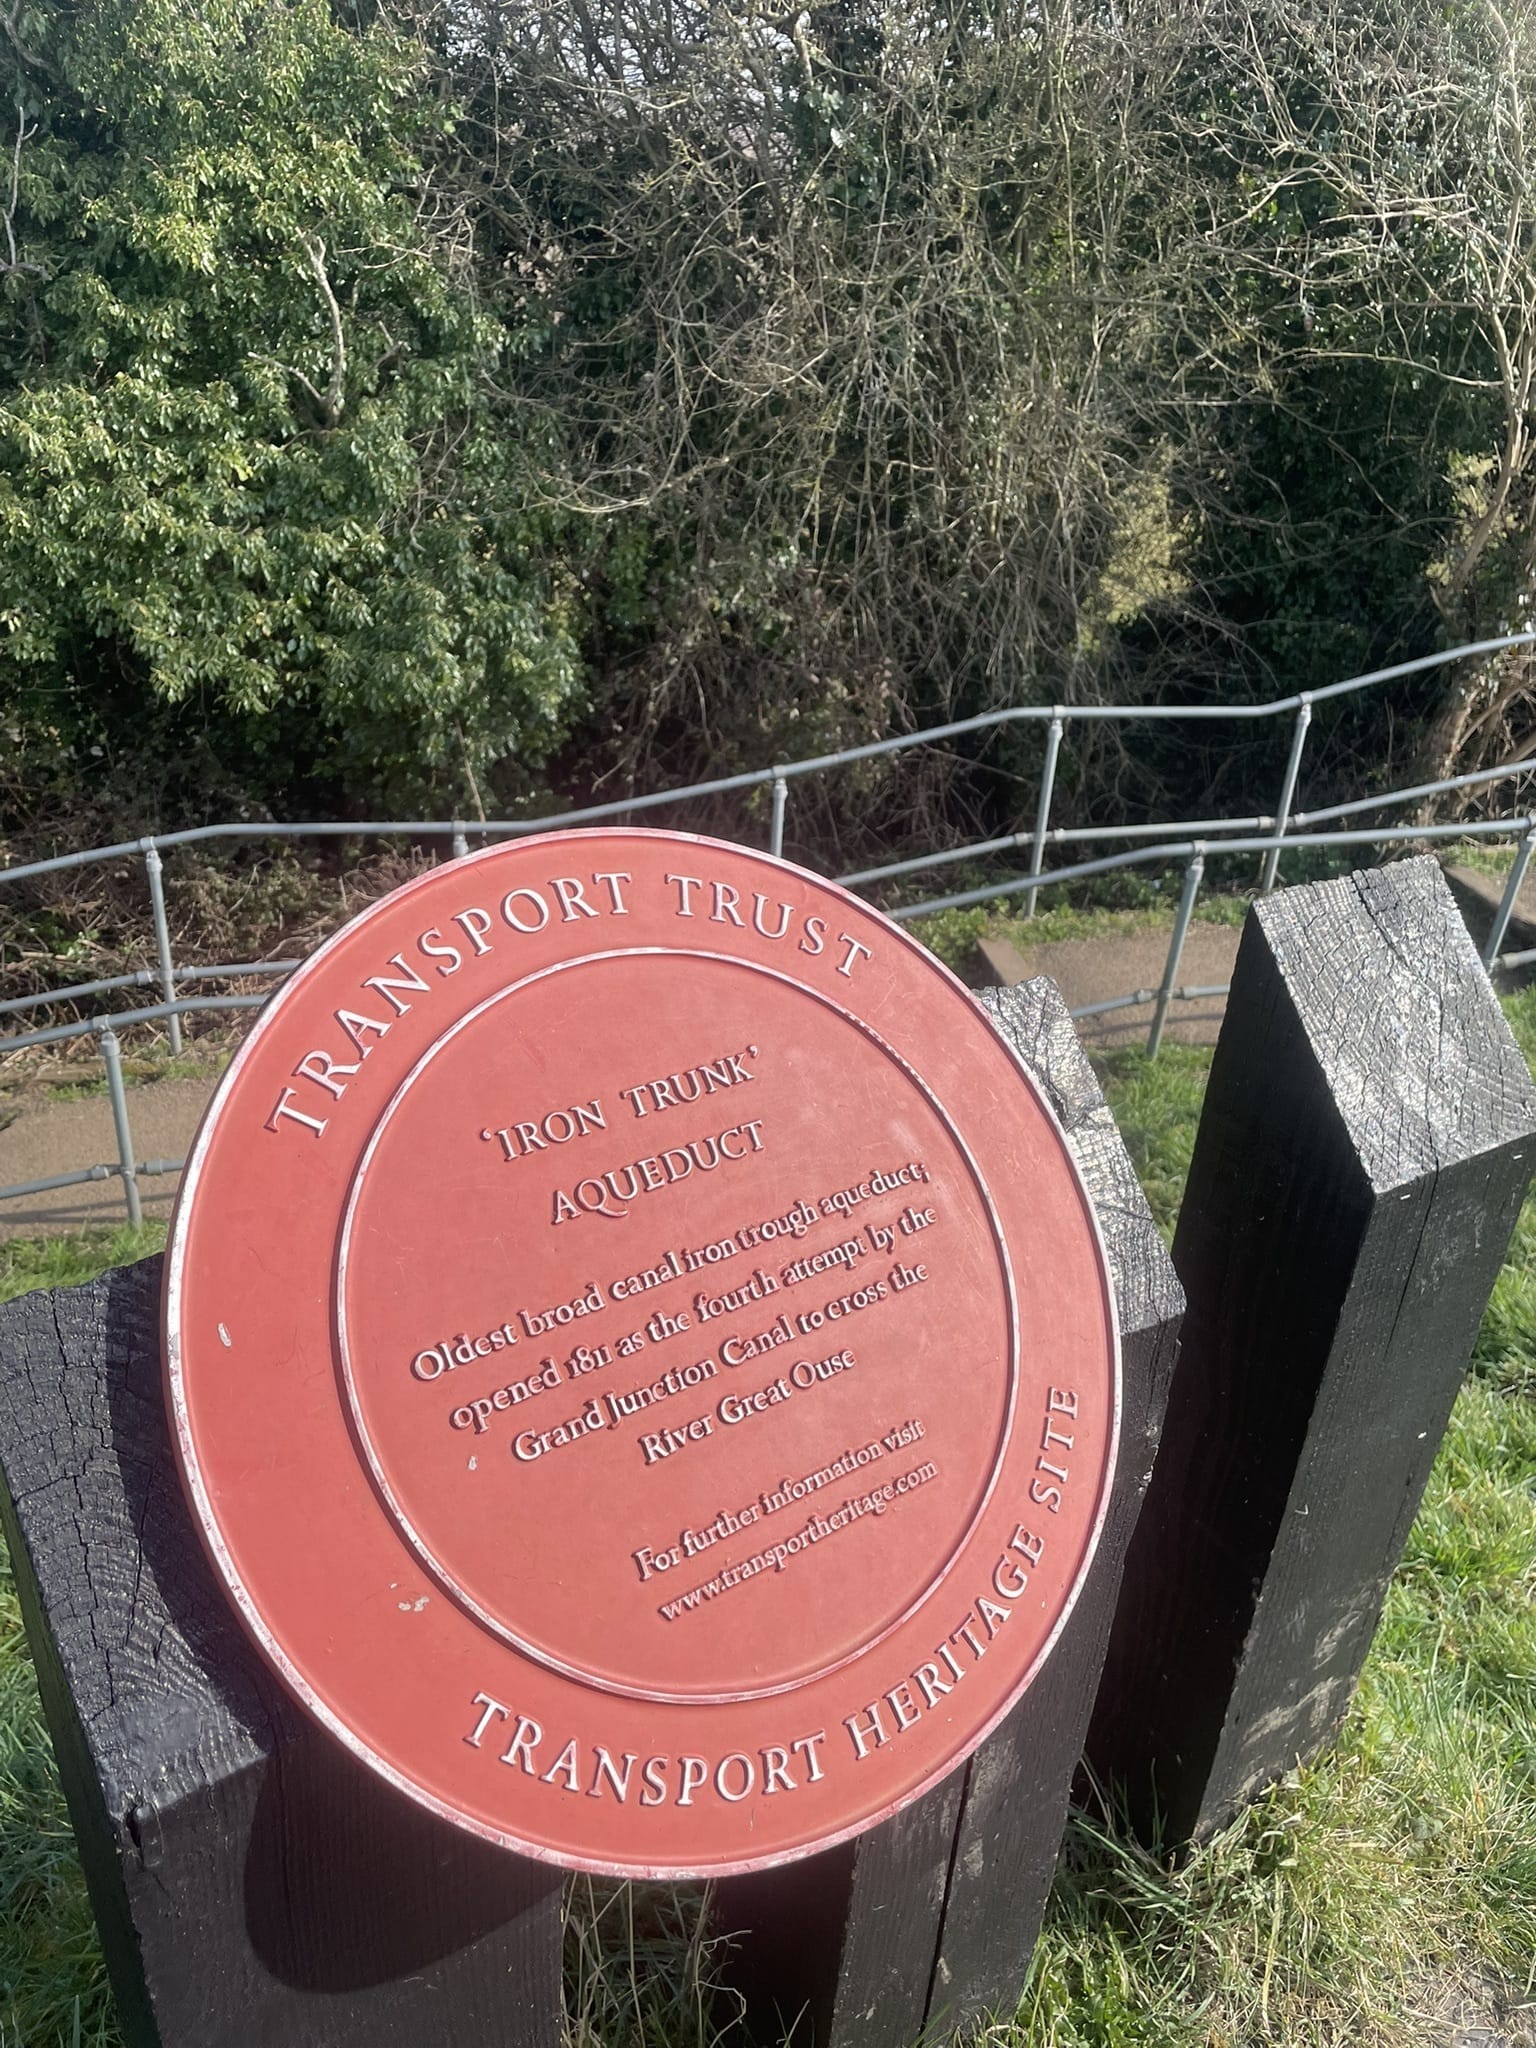 TRANSPORT TRUST
‘IRON TRUNK’
AQUEDUCT
Oldest broad canal iron trough aqueduct;
opened 1811 as the fourth attempt by the
Grand Junction Canal to cross the
River Great Ouse
For further information visit
www.transportheritage.com
TRANSPORT HERITAGE SITE